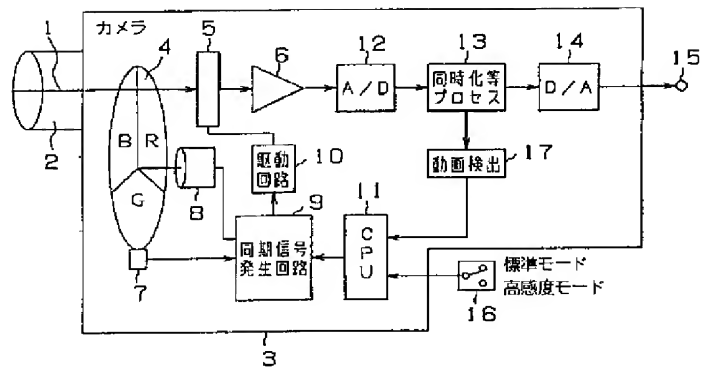 カメラ
1
4
5
6
12
13
14
15
A/D
同時化等
プロセス
D/A
B
R
G
2
駆動
回路
10
動画検出
17
8
9
11
同期信号
発生回路
CPU
7
標準モード
高感度モード
16
3